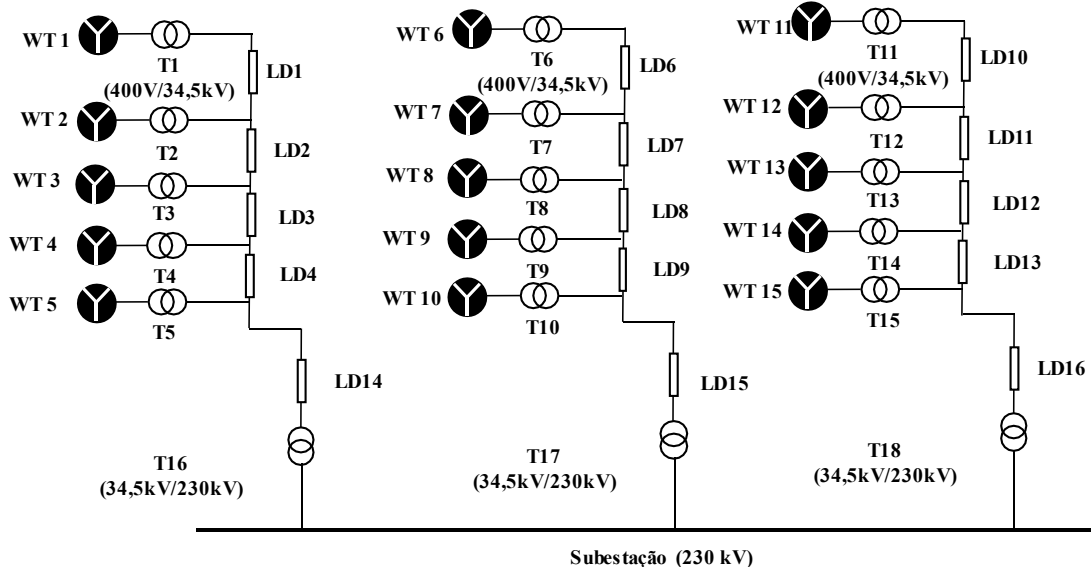 WT 1
T1
(400V/34,5kV)
LD1
WT 2
T2
LD2
WT 3
T3
LD3
WT 4
T4
LD4
WT 5
T5
LD14
T16
(34,5kV/230kV)
WT 6
T6
(400V/34,5kV)
LD6
WT 7
T7
LD7
WT 8
T8
LD8
WT 9
T9
LD9
WT 10
T10
LD15
T17
(34,5kV/230kV)
WT 11
T11
(400V/34,5kV)
LD10
WT 12
T12
LD11
WT 13
T13
LD12
WT 14
T14
LD13
WT 15
T15
LD16
T18
(34,5kV/230kV)
Subestação (230 kV)